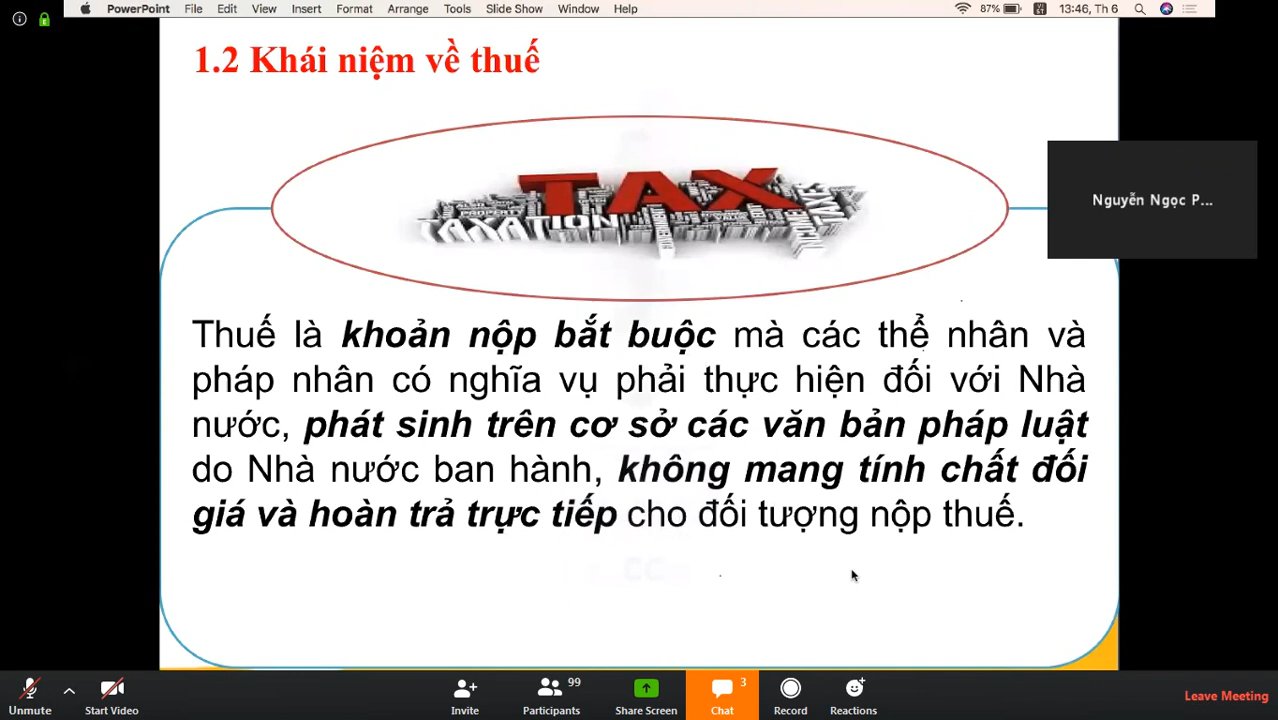 PowerPoint File Edit View Insert Format Arrange Tools Slide Show Window Help 87% VI ST 13:46, Th 6
1.2 Khái niệm về thuế
TAX
PROPERTY
TAXATION
INCOME
TAXES
Nguyễn Ngọc P...
Thuế là khoản nộp bắt buộc mà các thể nhân và
pháp nhân có nghĩa vụ phải thực hiện đối với Nhà
nước, phát sinh trên cơ sở các văn bản pháp luật
do Nhà nước ban hành, không mang tính chất đối
giá và hoàn trả trực tiếp cho đối tượng nộp thuế.
99 3
Unmute Start Video Invite Participants Share Screen Chat Record Reactions Leave Meeting